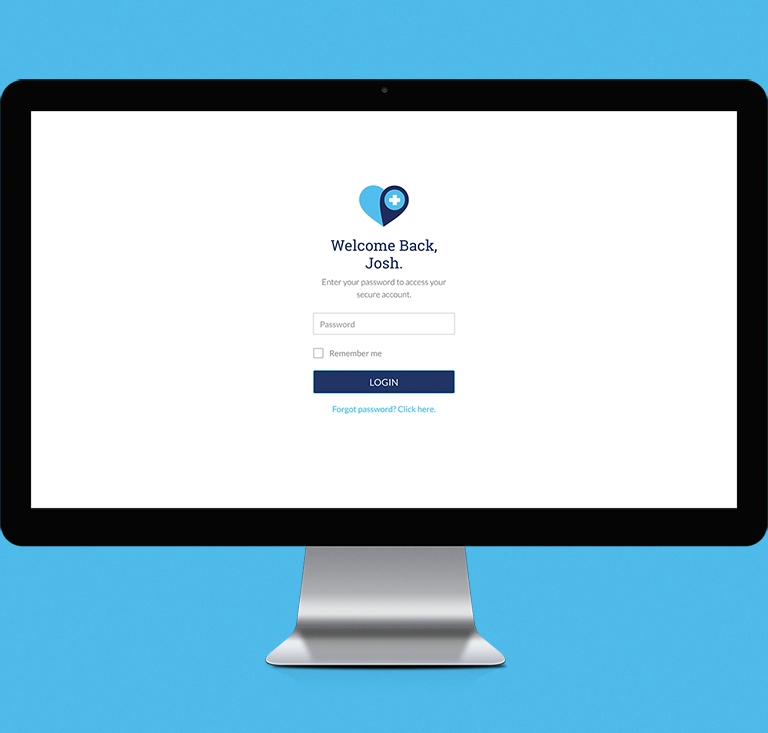 Welcome Back,
Josh.
Enter your password to access your
secure account.
Password
Remember me
LOGIN
Forgot password? Click here.